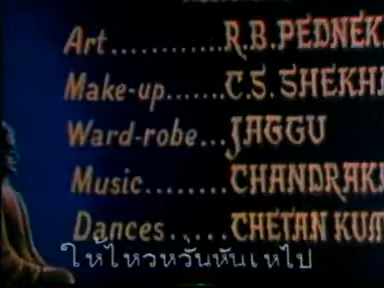 Art............R.B.PEDNEK
Make-up.......C.S.SHEKH
Ward-robe...JAGGU
Music........CHANDRAK
Dances.....CHETAN KUM
ให้ไหวหวั่นหันเหไป